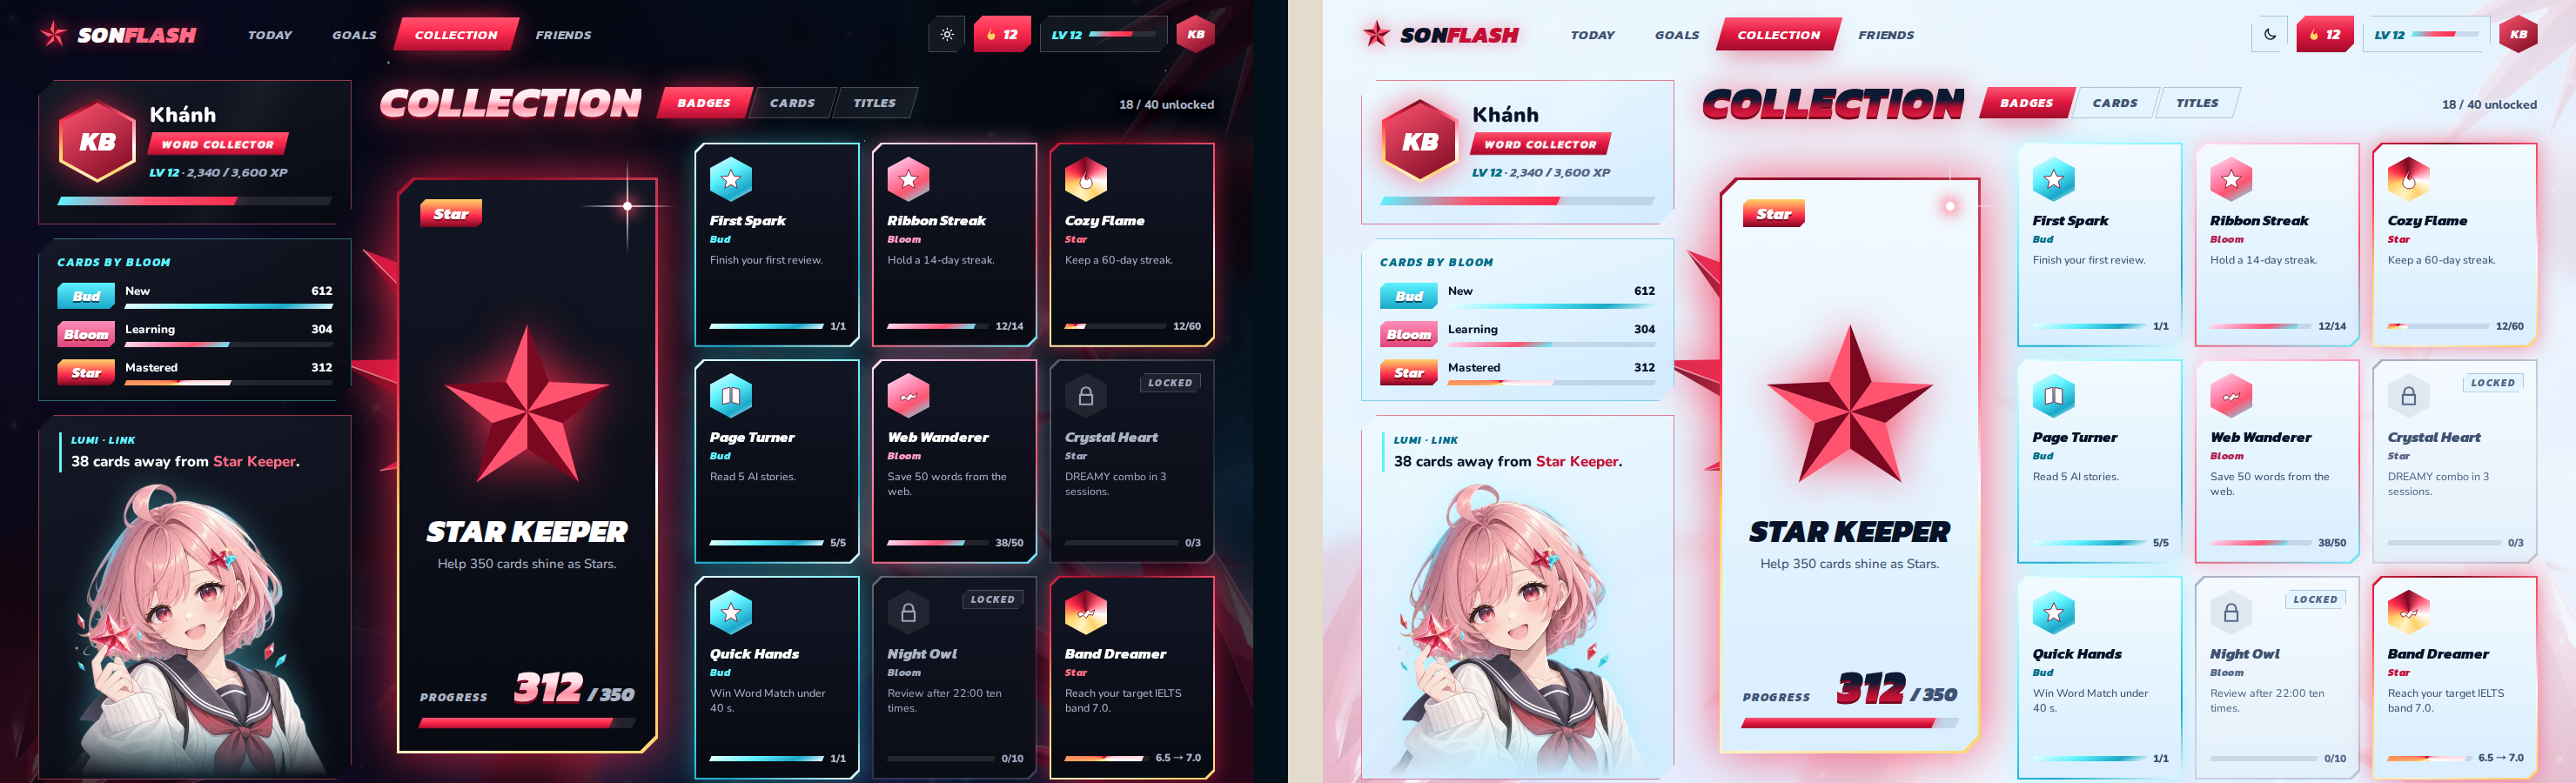 SONFLASH
TODAY
GOALS
COLLECTION
FRIENDS
12
LV 12
KB
KB
Khánh
WORD COLLECTOR
LV 12 · 2,340 / 3,600 XP
CARDS BY BLOOM
Bud
New
612
Bloom
Learning
304
Star
Mastered
312
LUMI · LINK
38 cards away from Star Keeper.
COLLECTION
BADGES
CARDS
TITLES
18 / 40 unlocked
Star
STAR KEEPER
Help 350 cards shine as Stars.
PROGRESS
312 / 350
First Spark
Bud
Finish your first review.
1/1
Ribbon Streak
Bloom
Hold a 14-day streak.
12/14
Cozy Flame
Star
Keep a 60-day streak.
12/60
Page Turner
Bud
Read 5 AI stories.
5/5
Web Wanderer
Bloom
Save 50 words from the
web.
38/50
LOCKED
Crystal Heart
Star
DREAMY combo in 3
sessions.
0/3
Quick Hands
Bud
Win Word Match under
40 s.
1/1
LOCKED
Night Owl
Bloom
Review after 22:00 ten
times.
0/10
Band Dreamer
Star
Reach your target IELTS
band 7.0.
6.5 → 7.0
SONFLASH
TODAY
GOALS
COLLECTION
FRIENDS
12
LV 12
KB
KB
Khánh
WORD COLLECTOR
LV 12 · 2,340 / 3,600 XP
CARDS BY BLOOM
Bud
New
612
Bloom
Learning
304
Star
Mastered
312
LUMI · LINK
38 cards away from Star Keeper.
COLLECTION
BADGES
CARDS
TITLES
18 / 40 unlocked
Star
STAR KEEPER
Help 350 cards shine as Stars.
PROGRESS
312 / 350
First Spark
Bud
Finish your first review.
1/1
Ribbon Streak
Bloom
Hold a 14-day streak.
12/14
Cozy Flame
Star
Keep a 60-day streak.
12/60
Page Turner
Bud
Read 5 AI stories.
5/5
Web Wanderer
Bloom
Save 50 words from the
web.
38/50
LOCKED
Crystal Heart
Star
DREAMY combo in 3
sessions.
0/3
Quick Hands
Bud
Win Word Match under
40 s.
1/1
LOCKED
Night Owl
Bloom
Review after 22:00 ten
times.
0/10
Band Dreamer
Star
Reach your target IELTS
band 7.0.
6.5 → 7.0